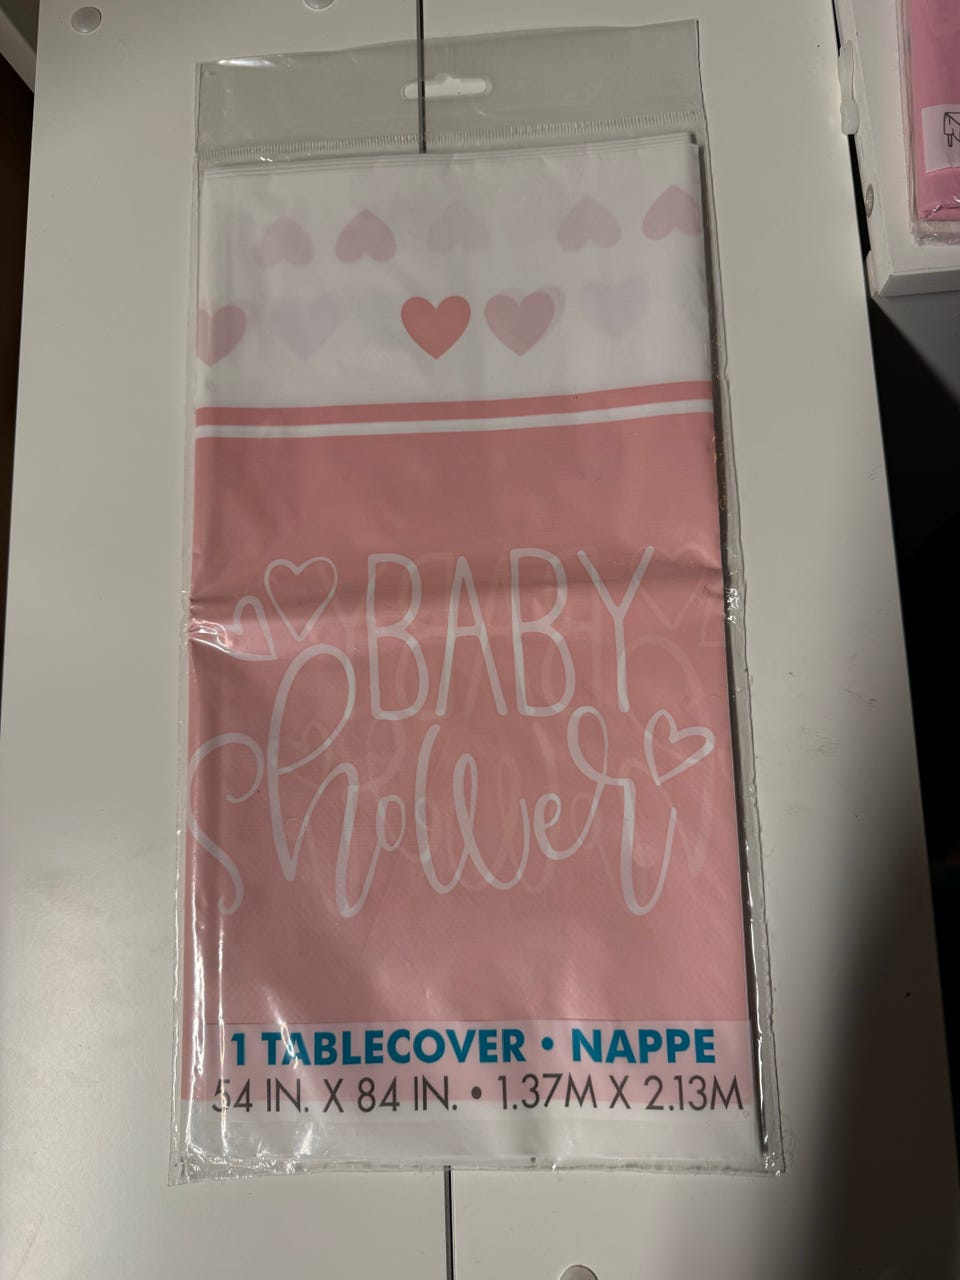 BABY
Shower
1 TABLECOVER • NAPPE
54 IN. X 84 IN. • 1.37M X 2.13M